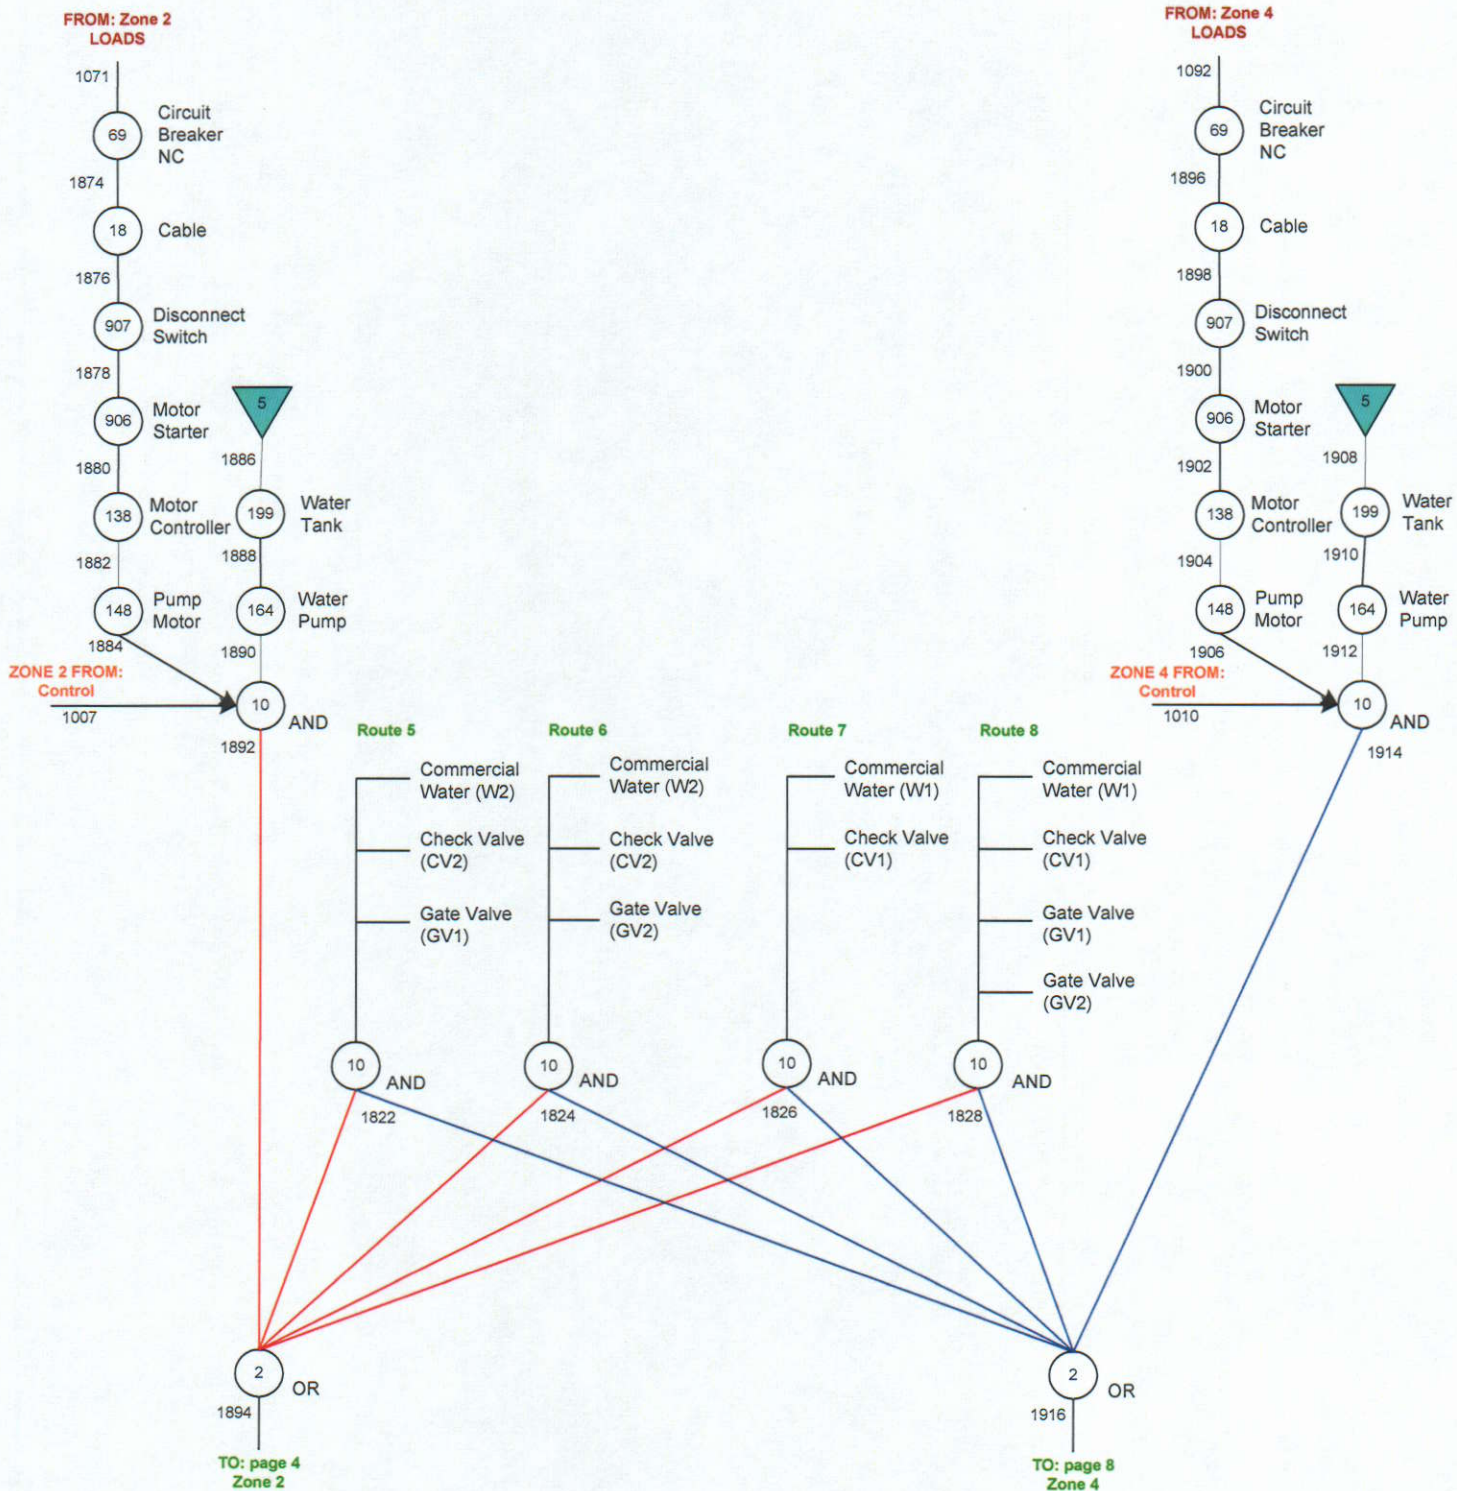 FROM: Zone 2
LOADS
1071
69
Circuit
Breaker
NC
1874
18
Cable
1876
907
Disconnect
Switch
1878
906
Motor
Starter
1880
138
Motor
Controller
1882
148
Pump
Motor
1884
5
1886
199
Water
Tank
1888
164
Water
Pump
1890
ZONE 2 FROM:
Control
1007
10
AND
1892
FROM: Zone 4
LOADS
1092
69
Circuit
Breaker
NC
1896
18
Cable
1898
907
Disconnect
Switch
1900
906
Motor
Starter
1902
138
Motor
Controller
1904
148
Pump
Motor
1906
5
1908
199
Water
Tank
1910
164
Water
Pump
1912
ZONE 4 FROM:
Control
1010
10
AND
1914
Route 5
Commercial
Water (W2)
Check Valve
(CV2)
Gate Valve
(GV1)
10
AND
1822
Route 6
Commercial
Water (W2)
Check Valve
(CV2)
Gate Valve
(GV2)
10
AND
1824
Route 7
Commercial
Water (W1)
Check Valve
(CV1)
10
AND
1826
Route 8
Commercial
Water (W1)
Check Valve
(CV1)
Gate Valve
(GV1)
Gate Valve
(GV2)
10
AND
1828
2
OR
1894
TO: page 4
Zone 2
2
OR
1916
TO: page 8
Zone 4